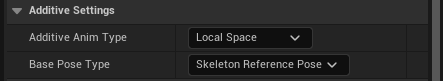 Additive Settings
Additive Anim Type Local Space
Base Pose Type Skeleton Reference Pose